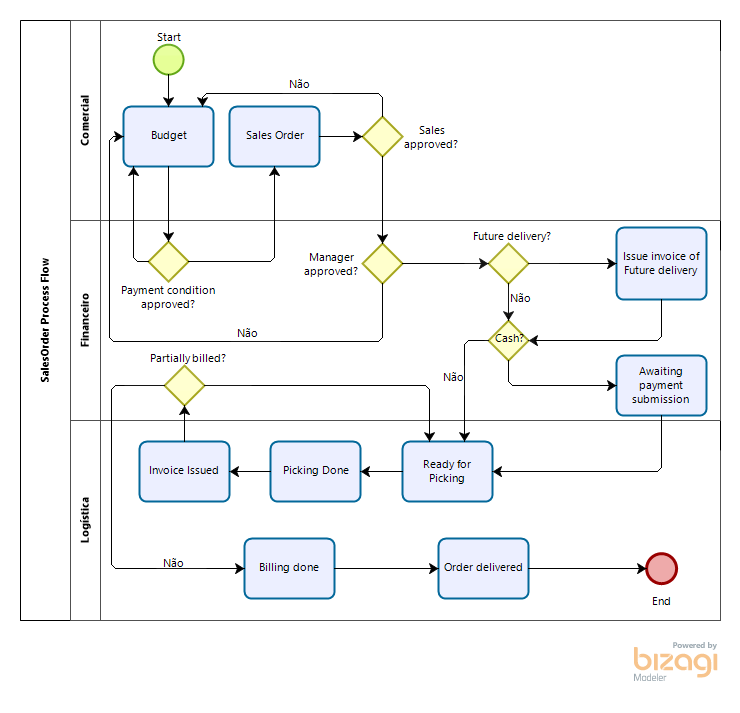 SalesOrder Process Flow
Comercial
Start
Não
Budget
Sales Order
Sales
approved?
Financeiro
Payment condition
approved?
Manager
approved?
Future delivery?
Issue invoice of
Future delivery
Não
Não
Cash?
Partially billed?
Não
Awaiting
payment
submission
Logística
Invoice Issued
Picking Done
Ready for
Picking
Não
Billing done
Order delivered
End
Powered by
bizagi
Modeler